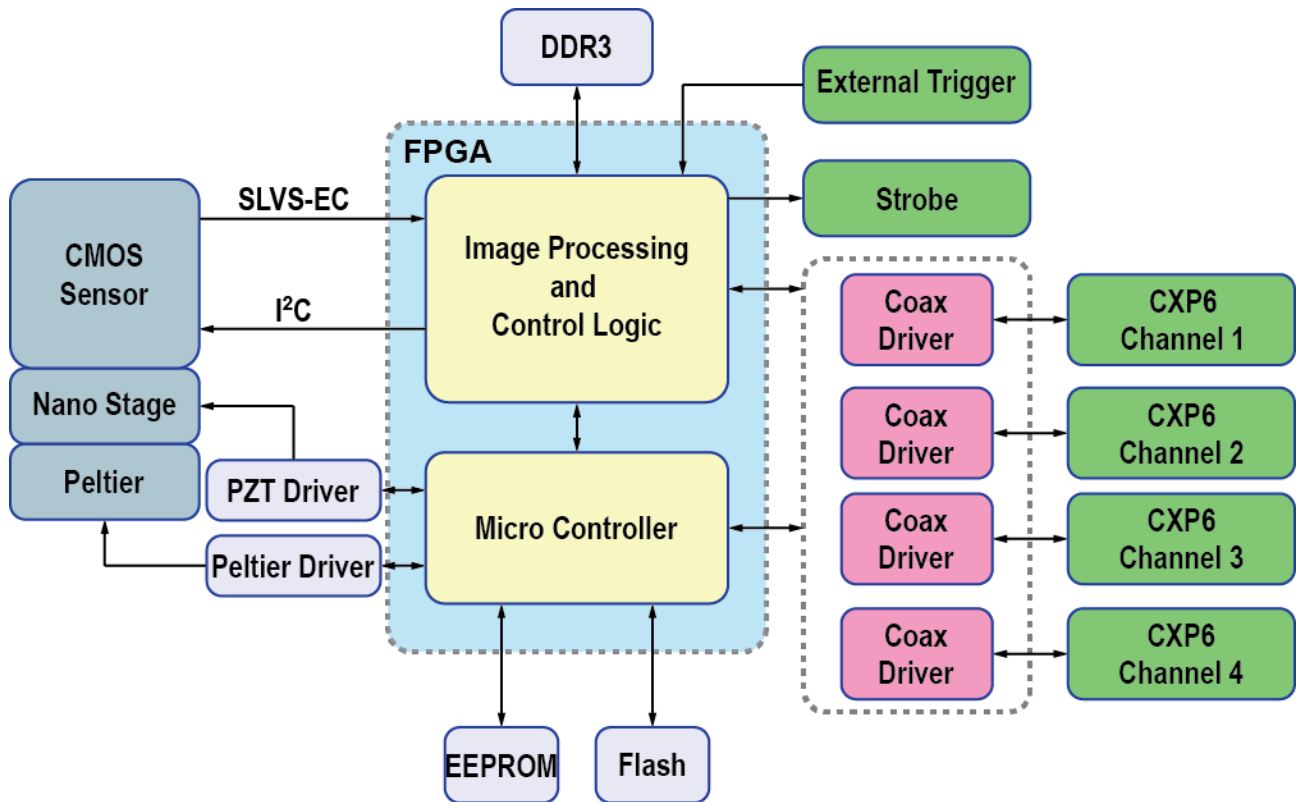 DDR3
External Trigger
FPGA
Strobe
SLVS-EC
CMOS
Sensor
Image Processing
and
Control Logic
I²C
Nano Stage
Peltier
PZT Driver
Peltier Driver
Micro Controller
Coax
Driver
CXP6
Channel 1
Coax
Driver
CXP6
Channel 2
Coax
Driver
CXP6
Channel 3
Coax
Driver
CXP6
Channel 4
EEPROM
Flash